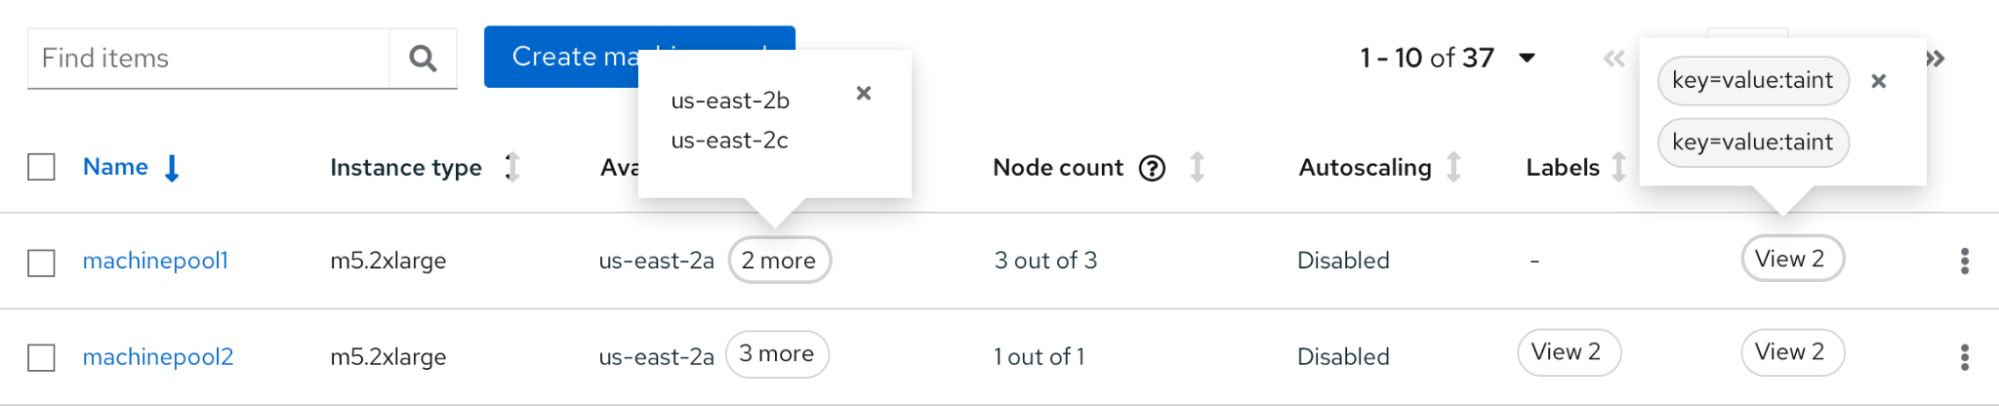 Find items
Create ma
1 - 10 of 37
us-east-2b
us-east-2c
key=value:taint
key=value:taint
Name
Instance type
Ava
Node count
Autoscaling
Labels
machinepool1
m5.2xlarge
us-east-2a
2 more
3 out of 3
Disabled
-
View 2
machinepool2
m5.2xlarge
us-east-2a
3 more
1 out of 1
Disabled
View 2
View 2